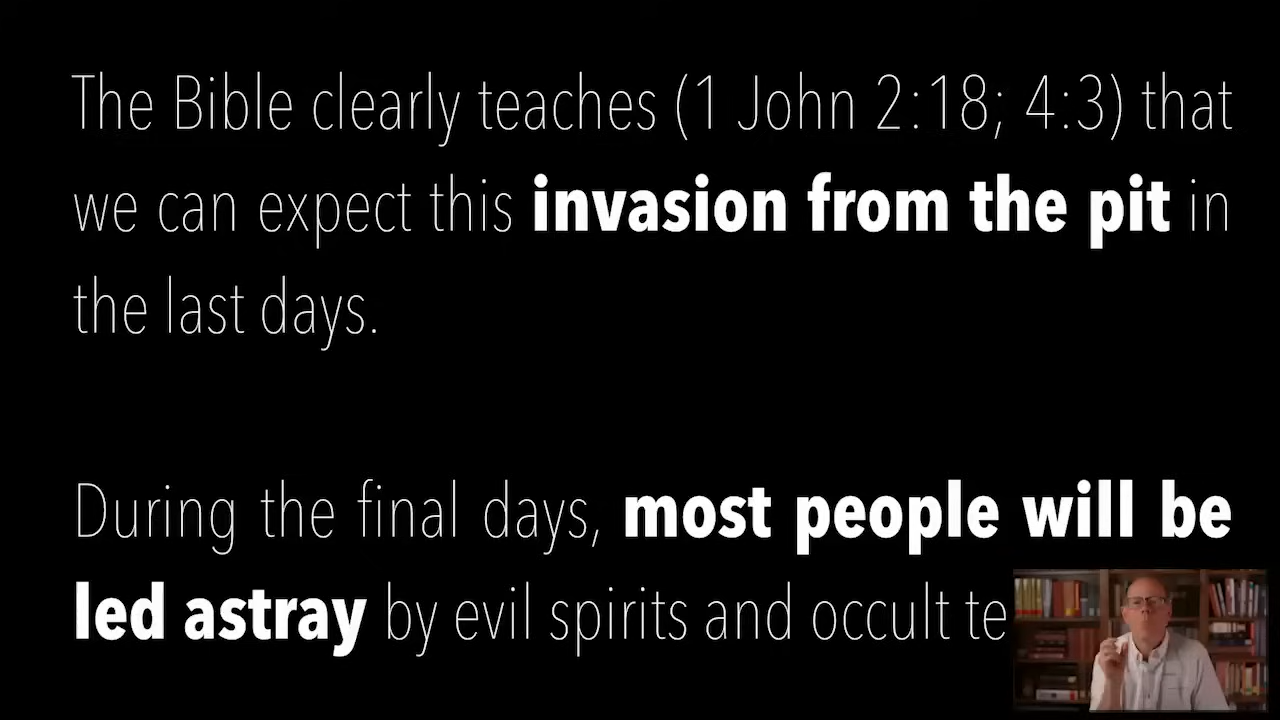 The Bible clearly teaches (1 John 2:18; 4:3) that
we can expect this invasion from the pit in
the last days.
During the final days, most people will be
led astray by evil spirits and occult